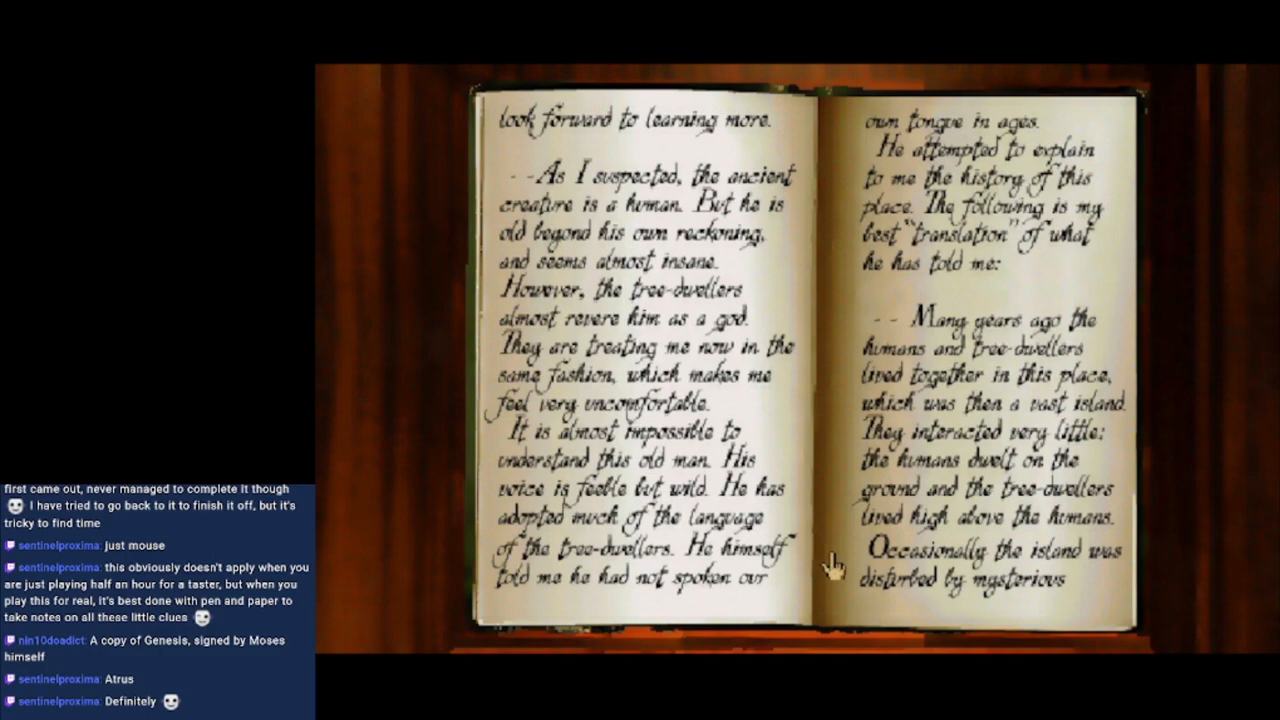 look forward to learning more.
--As I suspected, the ancient
creature is a human. But he is
old beyond his own reckoning,
and seems almost insane.
However, the tree-dwellers
almost revere him as a god.
They are treating me now in the
same fashion, which makes me
feel very uncomfortable.
It is almost impossible to
understand this old man. His
voice is feeble but wild. He has
adopted much of the language
of the tree-dwellers. He himself
told me he had not spoken our
own tongue in ages.
He attempted to explain
to me the history of this
place. The following is my
best "translation" of what
he has told me:
-- Many years ago the
humans and tree-dwellers
lived together in this place,
which was then a vast island.
They interacted very little;
the humans dwelt on the
ground and the tree-dwellers
lived high above the humans.
Occasionally the island was
disturbed by mysterious
first came out, never managed to complete it though
I have tried to go back to it to finish it off, but it's
tricky to find time
sentinelproxima: just mouse
sentinelproxima: this obviously doesn't apply when you
are just playing half an hour for a taster, but when you
play this for real, it's best done with pen and paper to
take notes on all these little clues
nin10doadict: A copy of Genesis, signed by Moses
himself
sentinelproxima: Atrus
sentinelproxima: Definitely